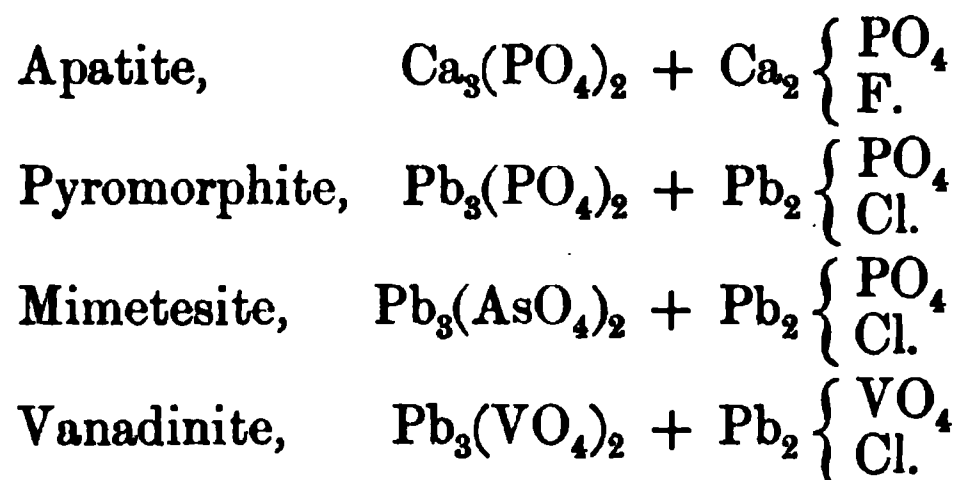 Apatite, Ca₃(PO₄)₂ + Ca₂ { PO₄ F.
Pyromorphite, Pb₃(PO₄)₂ + Pb₂ { PO₄ Cl.
Mimetesite, Pb₃(AsO₄)₂ + Pb₂ { PO₄ Cl.
Vanadinite, Pb₃(VO₄)₂ + Pb₂ { VO₄ Cl.